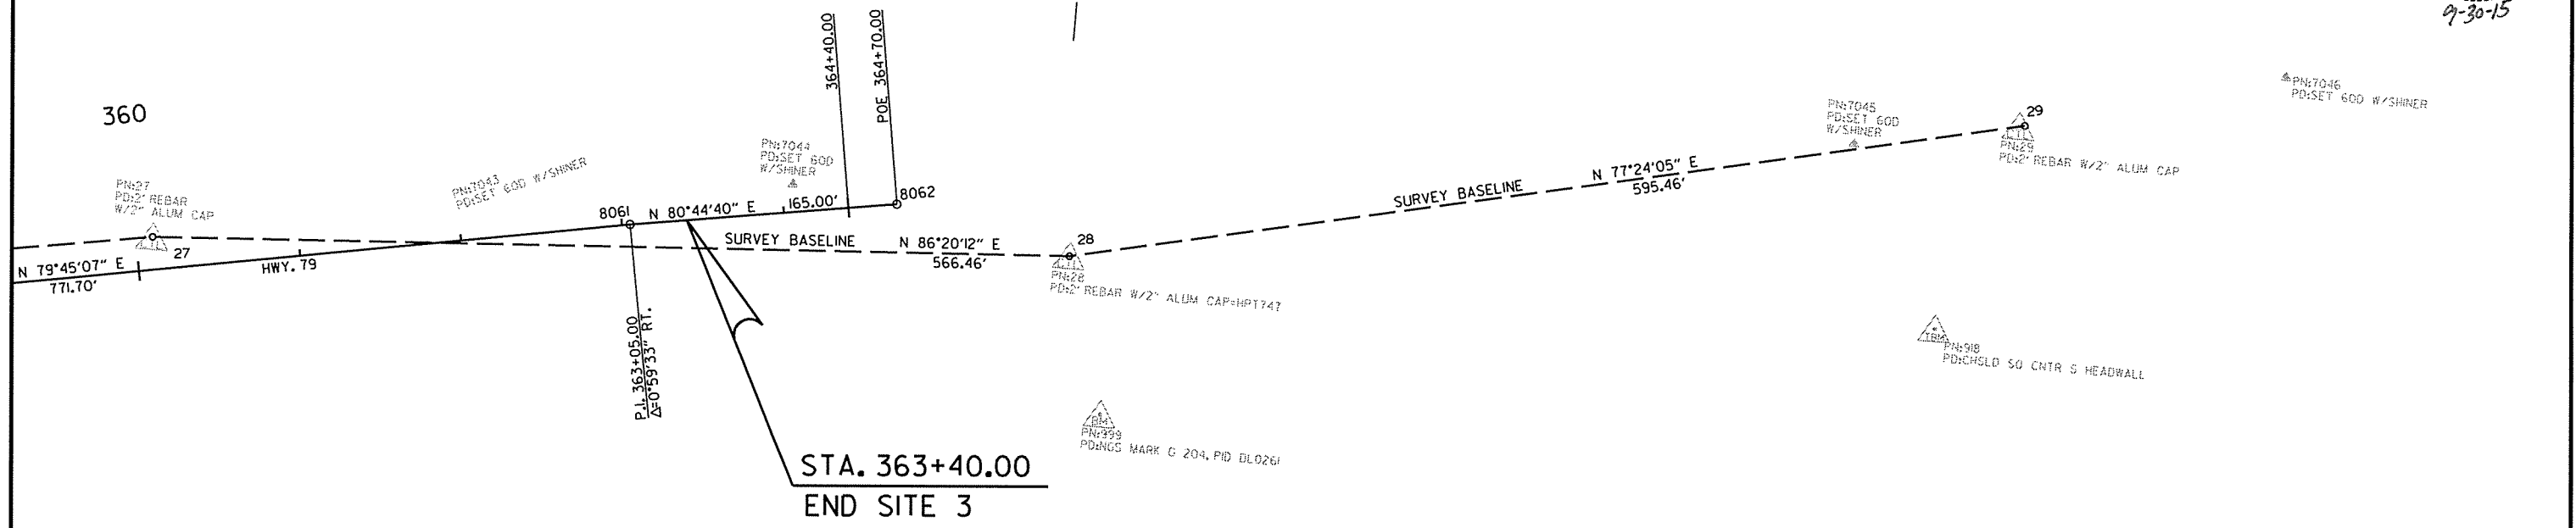 9-30-15
364+40.00
POE 364+70.00
360
PN:7046
PD:SET 60D W/SHINER
PN:7045
PD:SET 60D
W/SHINER
29
PN:29
PD:2' REBAR W/2" ALUM CAP
PN:7044
PD:SET 60D
W/SHINER
PN:7043
PD:SET 60D W/SHINER
PN:27
PD:2' REBAR
W/2" ALUM CAP
27
N 77°24'05" E
595.46'
SURVEY BASELINE
8061
N 80°44'40" E
165.00'
8062
SURVEY BASELINE
N 86°20'12" E
566.46'
28
PN:28
PD:2' REBAR W/2" ALUM CAP=HPT747
N 79°45'07" E
771.70'
HWY. 79
P.I. 363+05.00
Δ=0°59'33" RT.
TBM
PN:918
PD:CHSLD SQ CNTR S HEADWALL
BM
PN:999
PD:NGS MARK G 204, PID DL0261
STA. 363+40.00
END SITE 3